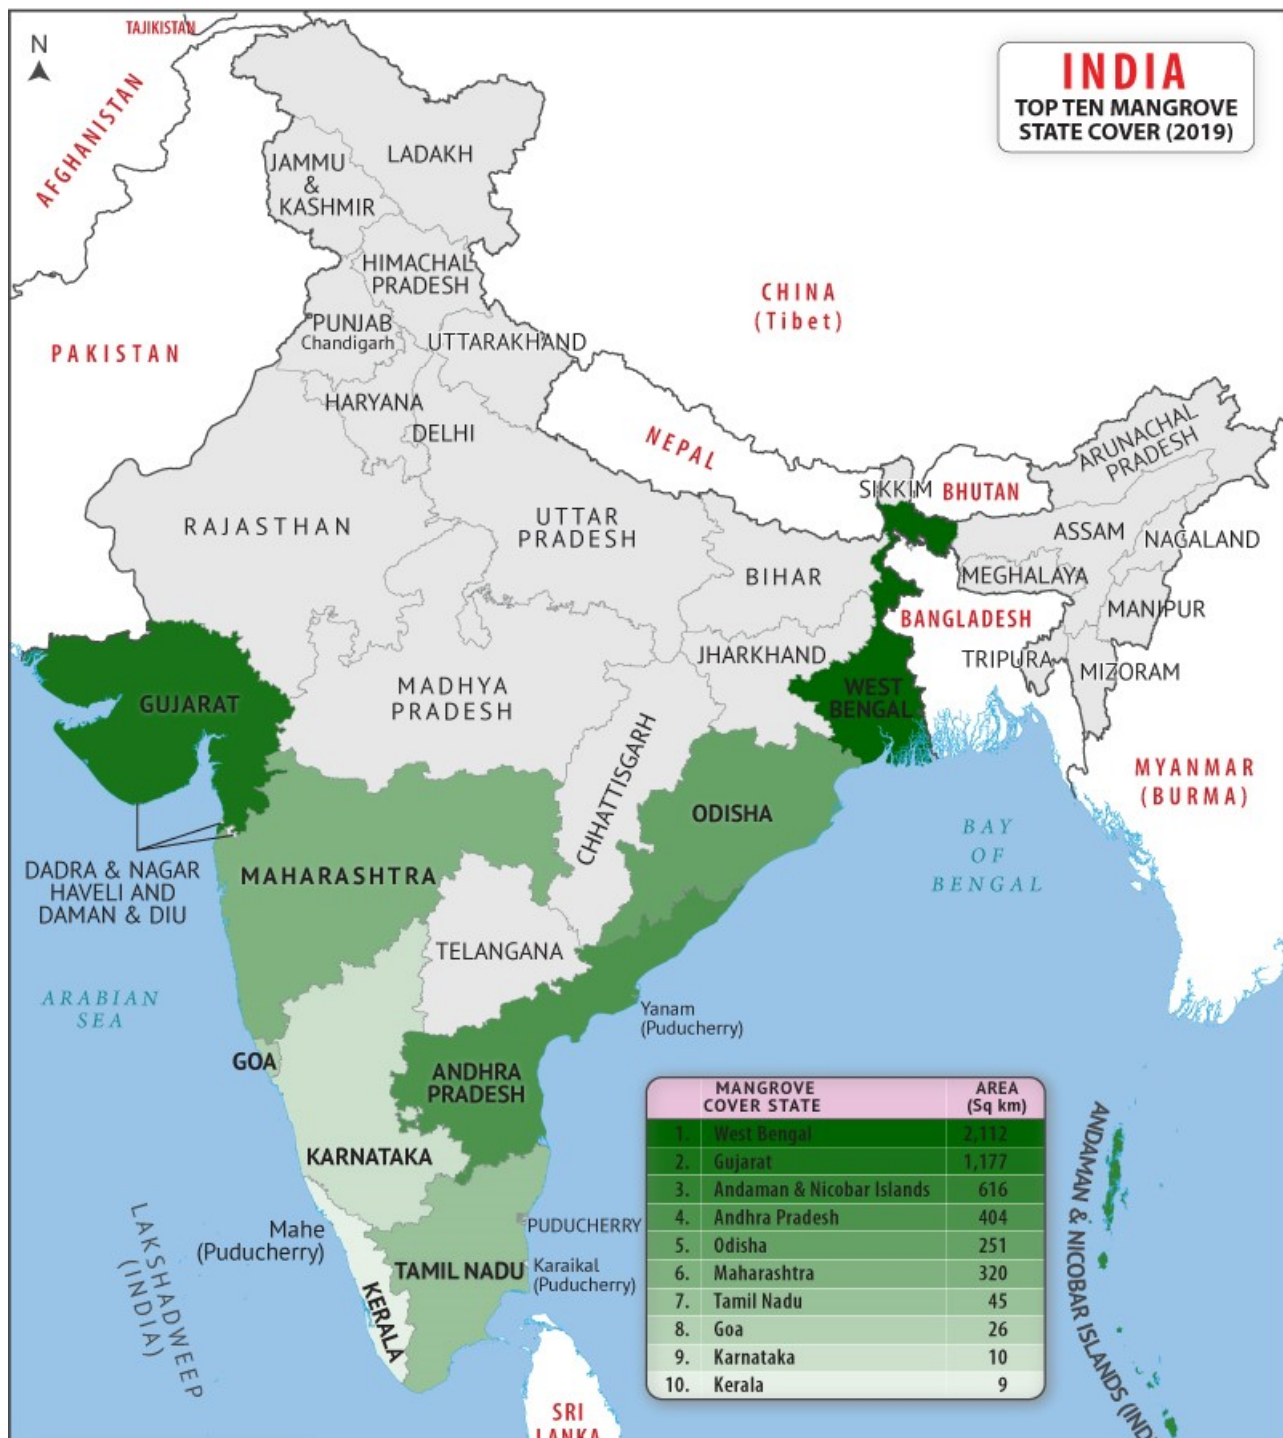 TAJIKISTAN
N
AFGHANISTAN
INDIA
TOP TEN MANGROVE
STATE COVER (2019)
LADAKH
JAMMU
&
KASHMIR
HIMACHAL
PRADESH
CHINA
(Tibet)
PUNJAB
Chandigarh
UTTARAKHAND
PAKISTAN
HARYANA
DELHI
NEPAL
ARUNACHAL
PRADESH
SIKKIM
BHUTAN
RAJASTHAN
UTTAR
PRADESH
ASSAM
NAGALAND
BIHAR
MEGHALAYA
MANIPUR
BANGLADESH
JHARKHAND
TRIPURA
MIZORAM
GUJARAT
MADHYA
PRADESH
WEST
BENGAL
CHHATTISGARH
MYANMAR
(BURMA)
ODISHA
BAY
OF
BENGAL
DADRA & NAGAR
HAVELI AND
DAMAN & DIU
MAHARASHTRA
TELANGANA
ARABIAN
SEA
Yanam
(Puducherry)
GOA
ANDHRA
PRADESH
KARNATAKA
MANGROVE
COVER STATE
AREA
(Sq km)
1. West Bengal 2,112
2. Gujarat 1,177
3. Andaman & Nicobar Islands 616
4. Andhra Pradesh 404
5. Odisha 251
6. Maharashtra 320
7. Tamil Nadu 45
8. Goa 26
9. Karnataka 10
10. Kerala 9
ANDAMAN & NICOBAR ISLANDS (IND
LAKSHADWEEP
(INDIA)
Mahe
(Puducherry)
PUDUCHERRY
TAMIL NADU
Karaikal
(Puducherry)
KERALA
SRI
LANKA